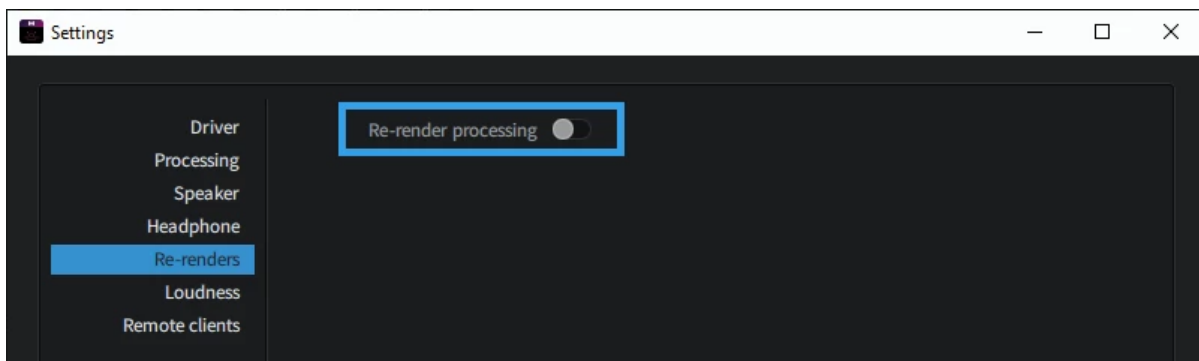 Settings
Driver
Re-render processing
Processing
Speaker
Headphone
Re-renders
Loudness
Remote clients